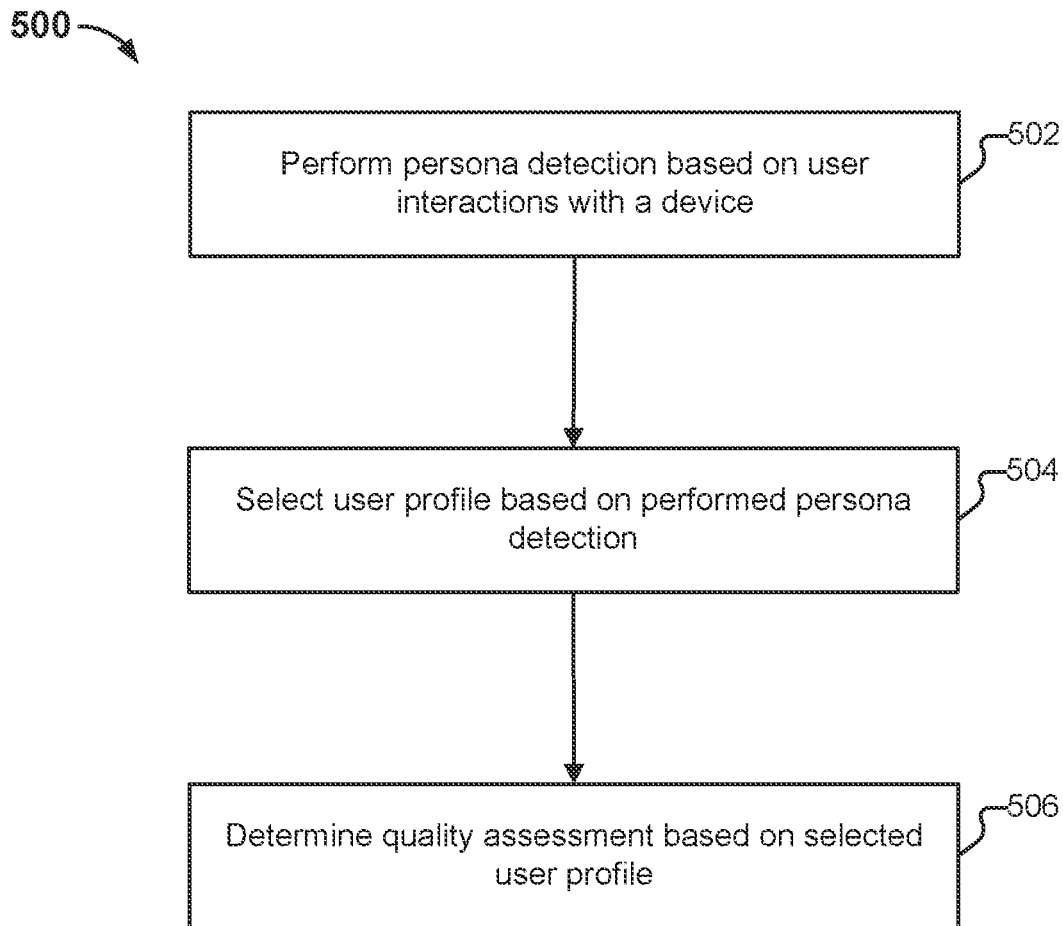 500
Perform persona detection based on user
interactions with a device
502
Select user profile based on performed persona
detection
504
Determine quality assessment based on selected
user profile
506